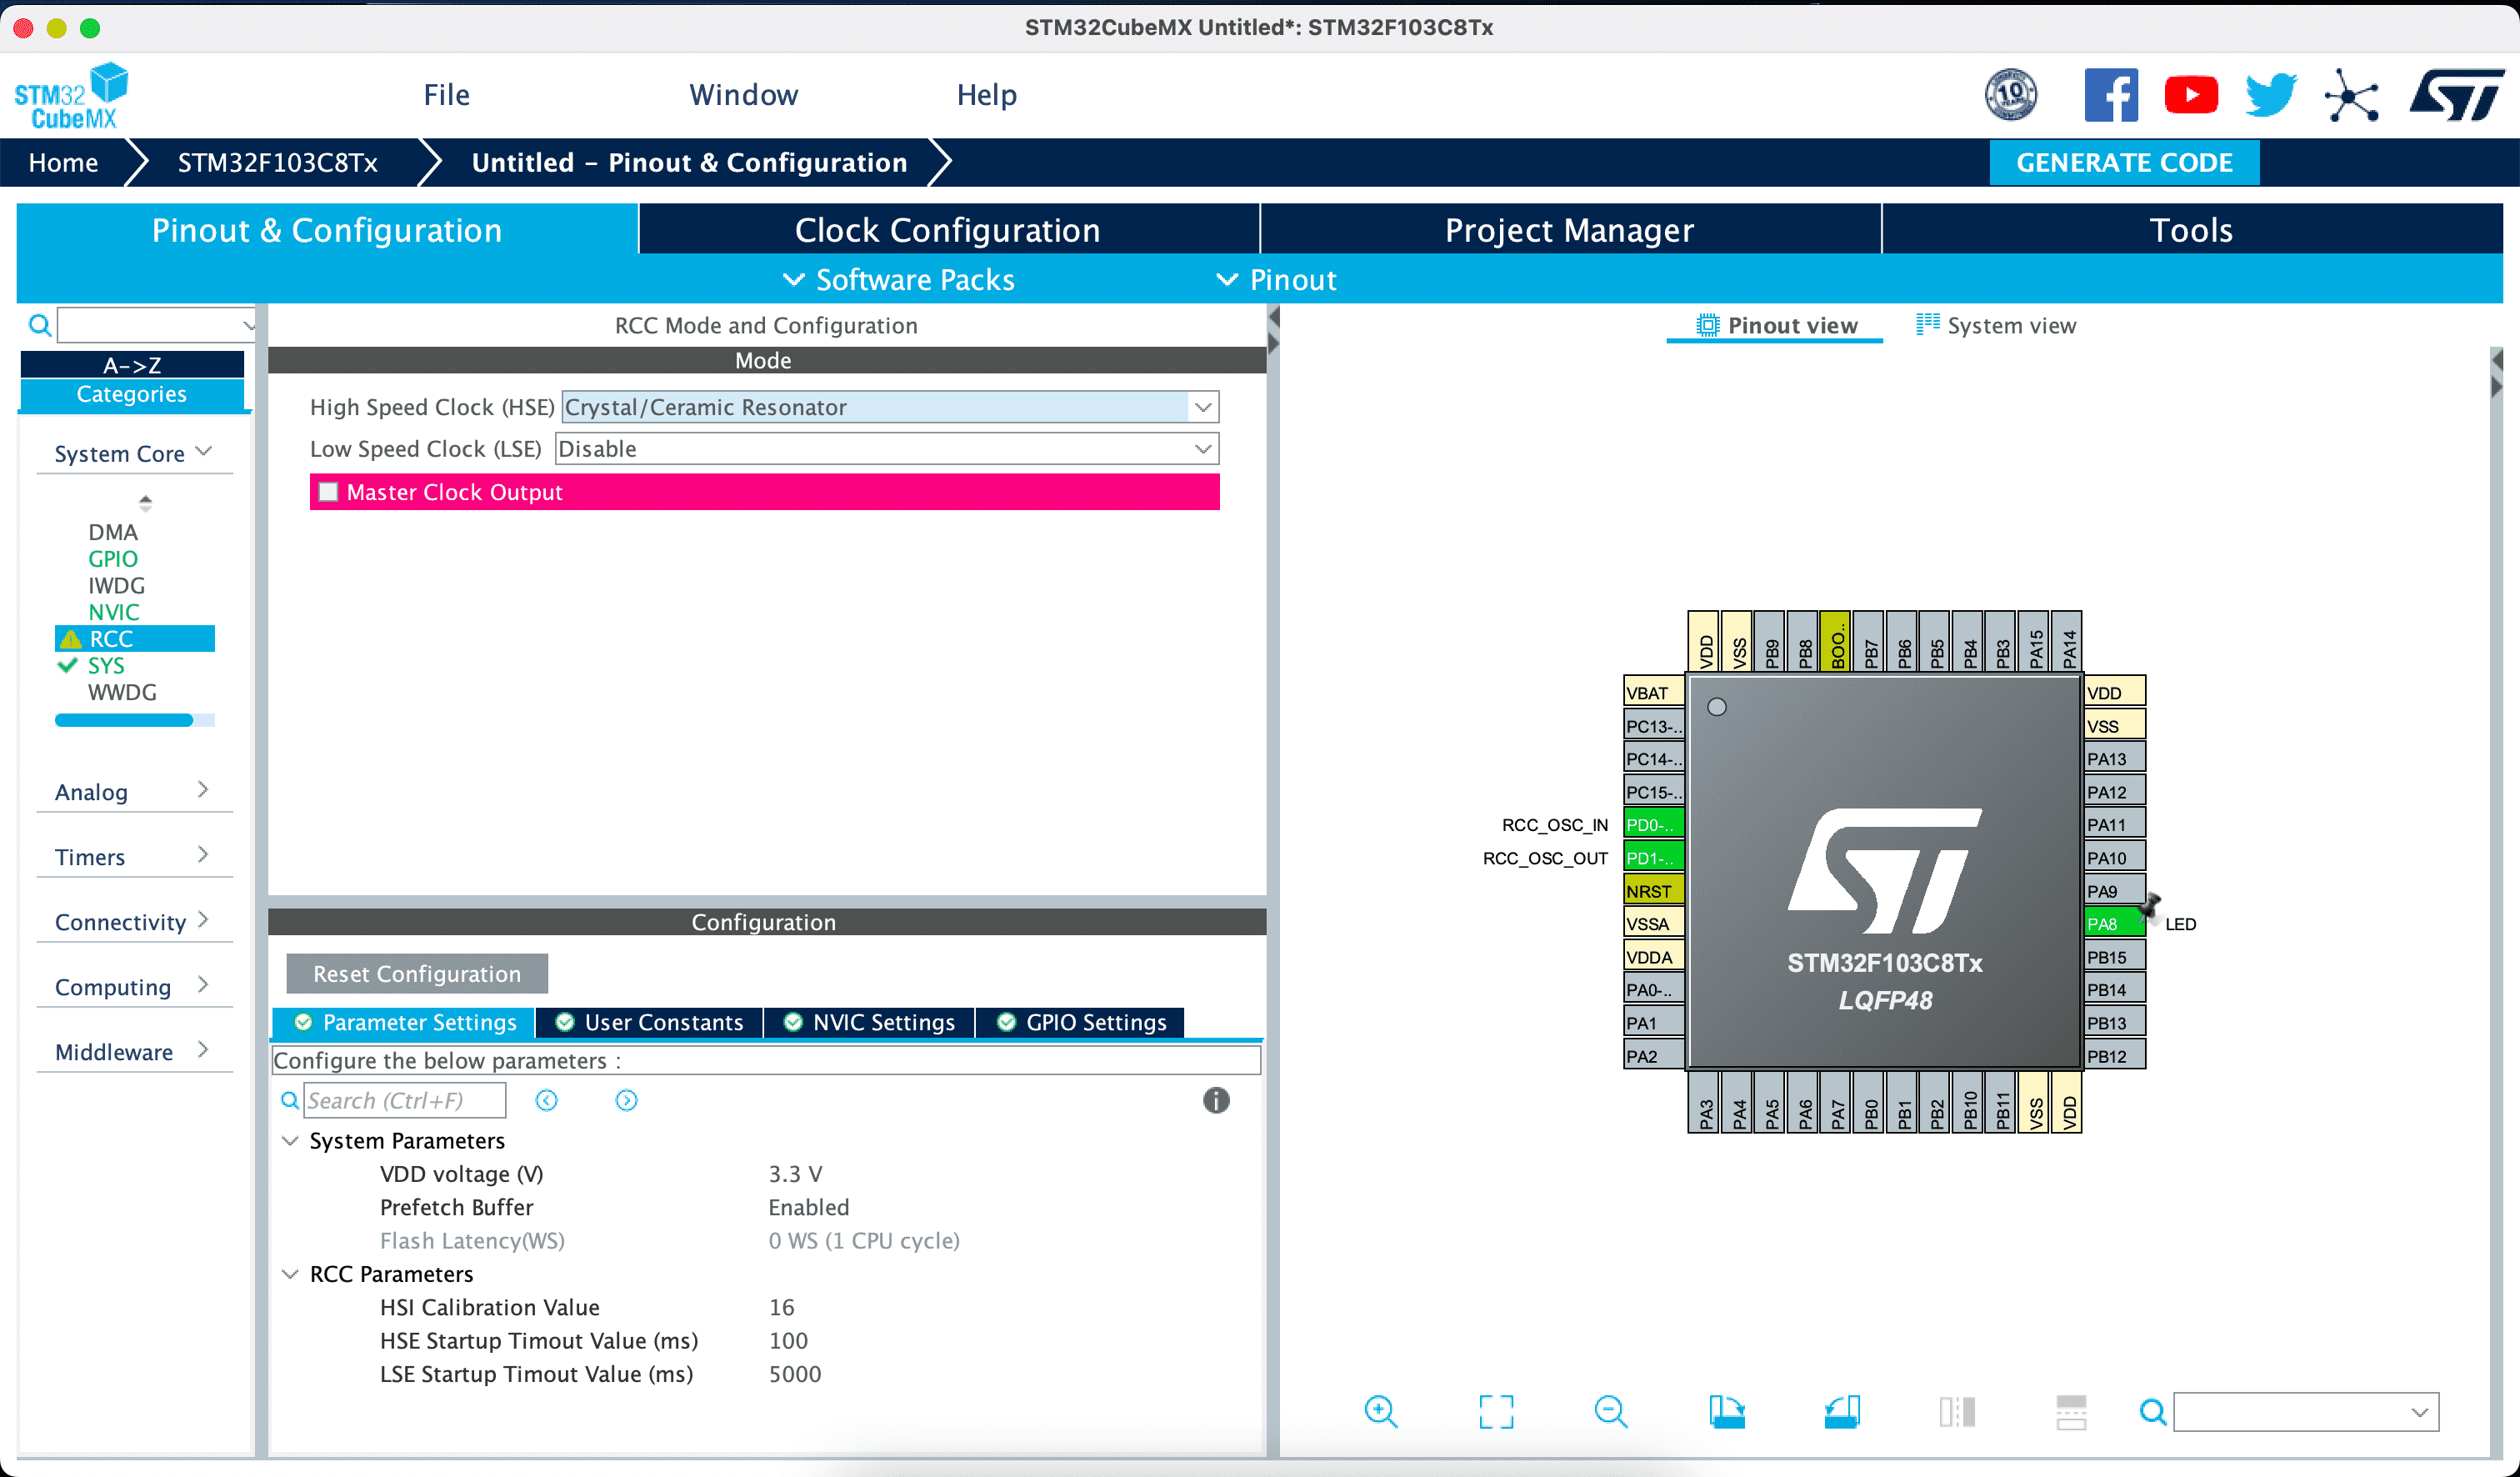 STM32CubeMX Untitled*: STM32F103C8Tx
STM32
CubeMX
File
Window
Help
10
YEARS
Home
STM32F103C8Tx
Untitled – Pinout & Configuration
GENERATE CODE
Pinout & Configuration
Clock Configuration
Project Manager
Tools
Software Packs
Pinout
A->Z
Categories
System Core
DMA
GPIO
IWDG
NVIC
RCC
SYS
WWDG
Analog
Timers
Connectivity
Computing
Middleware
RCC Mode and Configuration
Mode
High Speed Clock (HSE) Crystal/Ceramic Resonator
Low Speed Clock (LSE) Disable
Master Clock Output
Configuration
Reset Configuration
Parameter Settings
User Constants
NVIC Settings
GPIO Settings
Configure the below parameters :
Search (Ctrl+F)
System Parameters
VDD voltage (V) 3.3 V
Prefetch Buffer Enabled
Flash Latency(WS) 0 WS (1 CPU cycle)
RCC Parameters
HSI Calibration Value 16
HSE Startup Timout Value (ms) 100
LSE Startup Timout Value (ms) 5000
Pinout view
System view
VDD
VSS
PB9
PB8
BOO..
PB7
PB6
PB5
PB4
PB3
PA15
PA14
VBAT
PC13-..
PC14-..
PC15-..
RCC_OSC_IN PD0-..
RCC_OSC_OUT PD1-..
NRST
VSSA
VDDA
PA0-..
PA1
PA2
ST
STM32F103C8Tx
LQFP48
VDD
VSS
PA13
PA12
PA11
PA10
PA9
PA8 LED
PB15
PB14
PB13
PB12
PA3
PA4
PA5
PA6
PA7
PB0
PB1
PB2
PB10
PB11
VSS
VDD